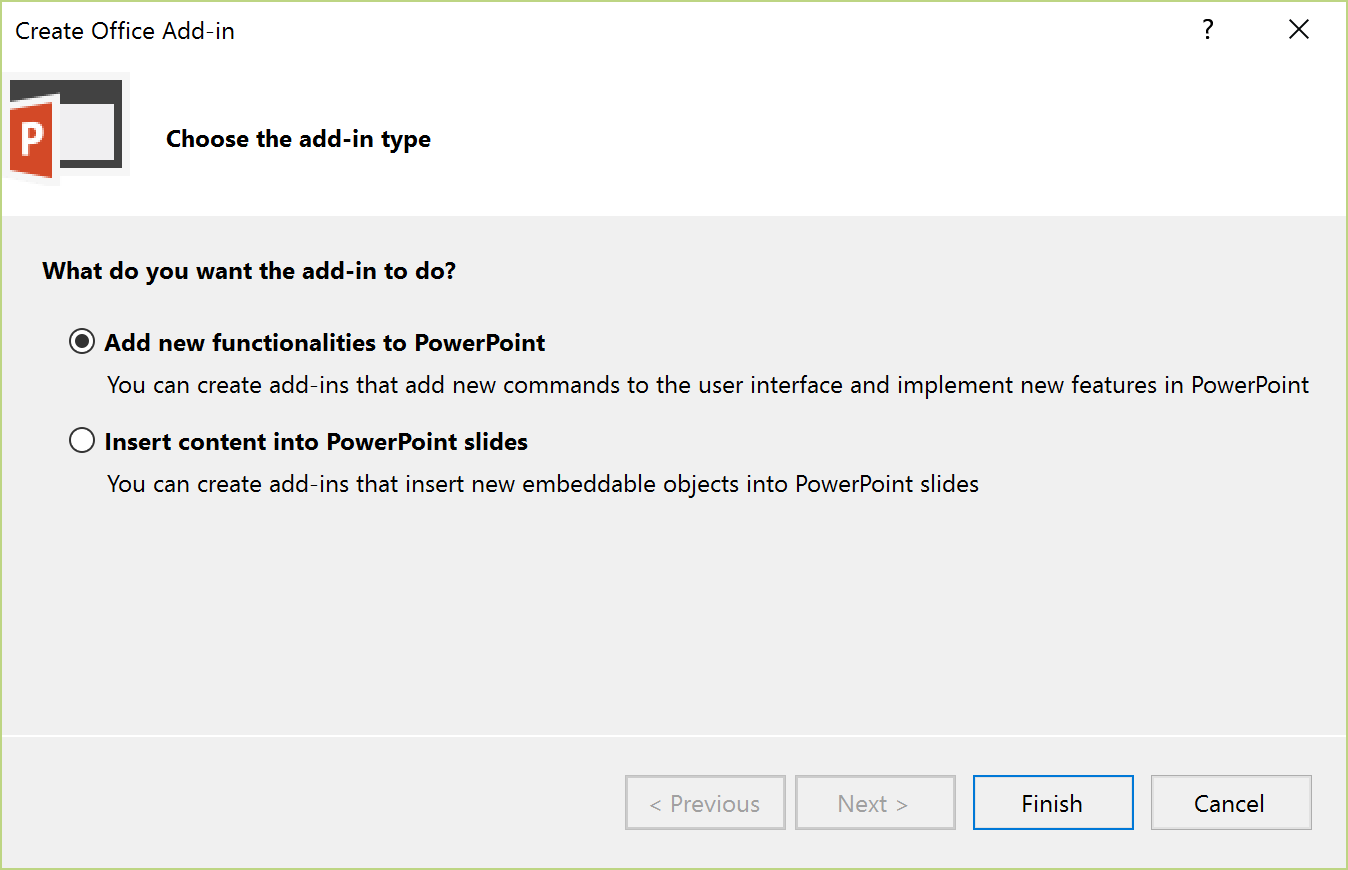 Create Office Add-in
?
P
Choose the add-in type
What do you want the add-in to do?
Add new functionalities to PowerPoint
You can create add-ins that add new commands to the user interface and implement new features in PowerPoint
Insert content into PowerPoint slides
You can create add-ins that insert new embeddable objects into PowerPoint slides
< Previous
Next >
Finish
Cancel